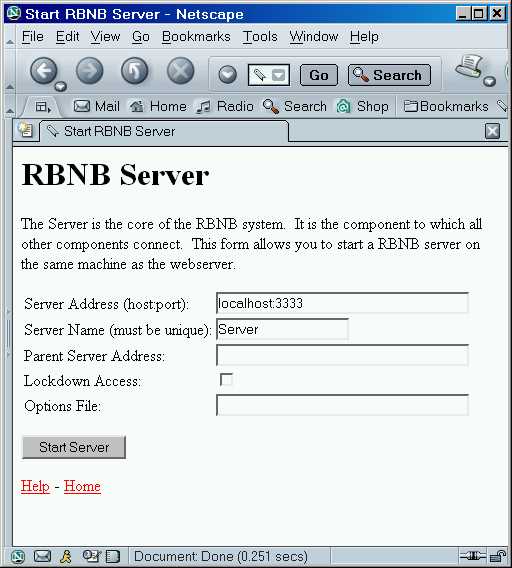 Start RBNB Server - Netscape
File Edit View Go Bookmarks Tools Window Help
Go Search
Mail Home Radio Search Shop Bookmarks
Start RBNB Server
RBNB Server
The Server is the core of the RBNB system. It is the component to which all
other components connect. This form allows you to start a RBNB server on
the same machine as the webserver.
Server Address (host:port): localhost:3333
Server Name (must be unique): Server
Parent Server Address:
Lockdown Access:
Options File:
Start Server
Help - Home
Document: Done (0.251 secs)